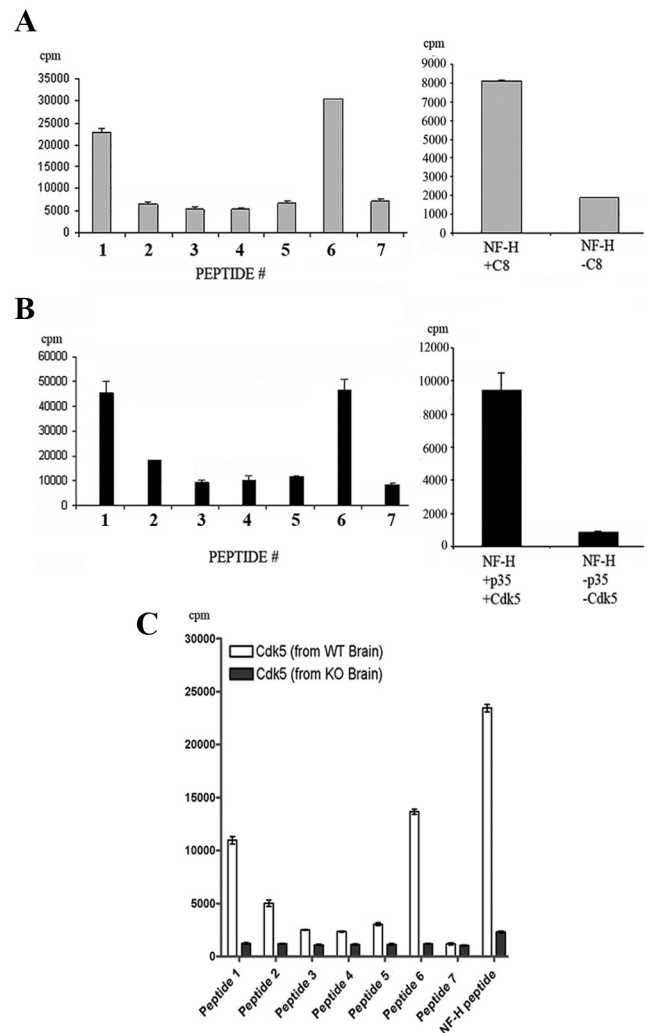 A
cpm
35000
30000
25000
20000
15000
10000
5000
0
1 2 3 4 5 6 7
PEPTIDE #
cpm
9000
8000
7000
6000
5000
4000
3000
2000
1000
0
NF-H
+C8
NF-H
-C8
B
cpm
60000
50000
40000
30000
20000
10000
0
1 2 3 4 5 6 7
PEPTIDE #
cpm
12000
10000
8000
6000
4000
2000
0
NF-H
+p35
+Cdk5
NF-H
-p35
-Cdk5
C
cpm
30000
25000
20000
15000
10000
5000
0
Cdk5 (from WT Brain)
Cdk5 (from KO Brain)
Peptide 1
Peptide 2
Peptide 3
Peptide 4
Peptide 5
Peptide 6
Peptide 7
NF-H peptide